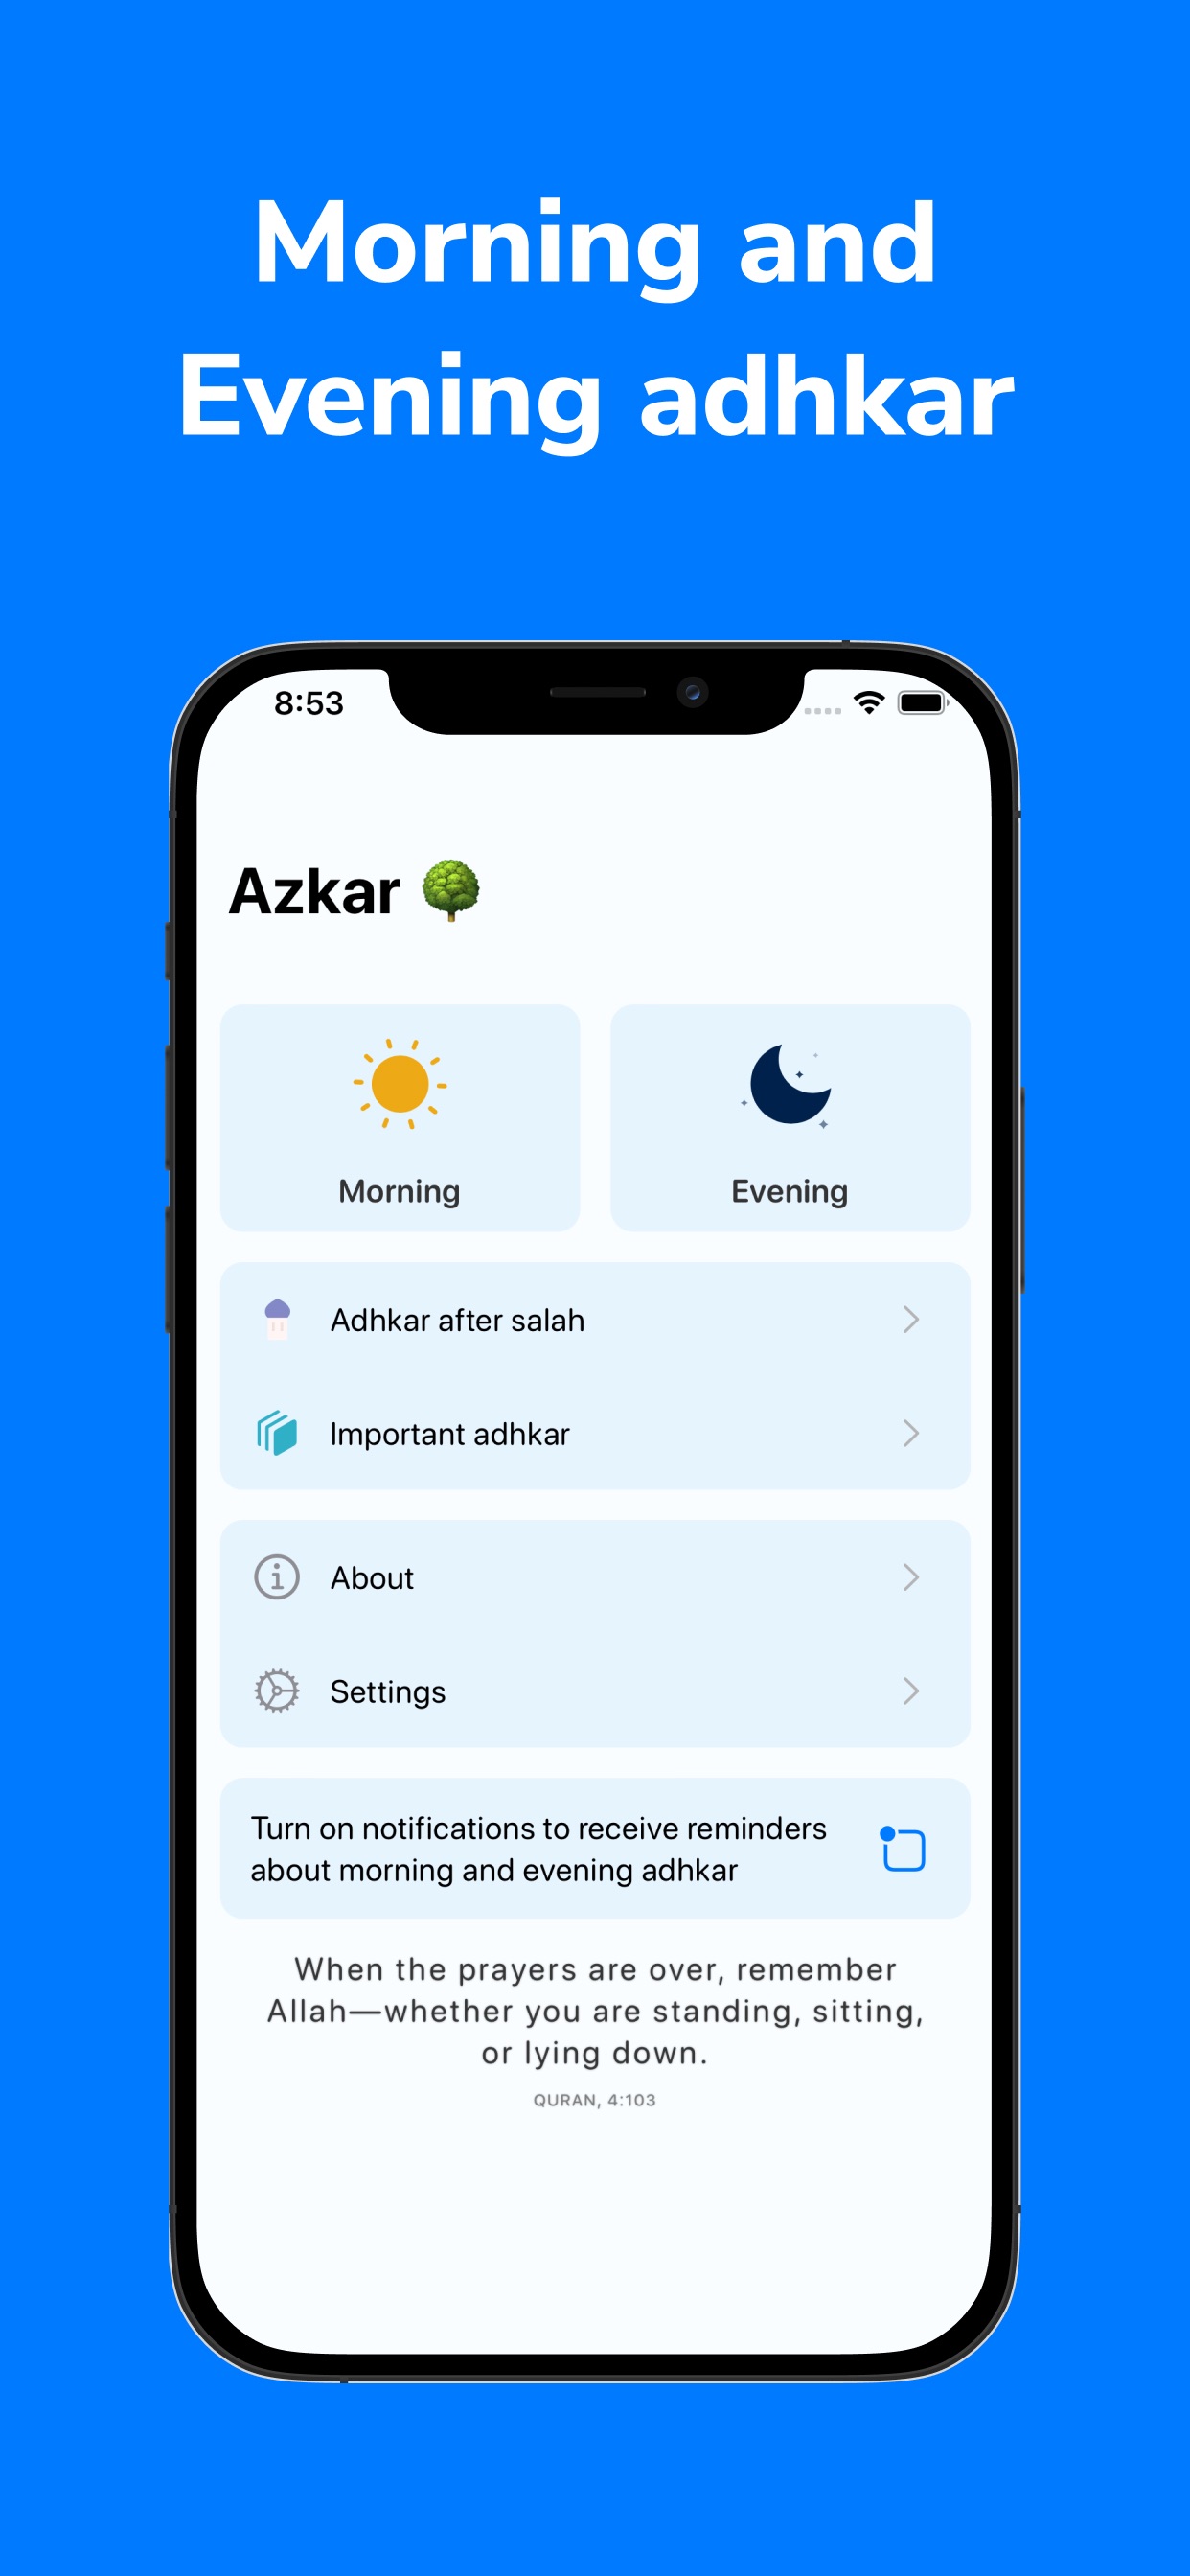 Morning and
Evening adhkar
8:53
Azkar 🌳
Morning
Evening
Adhkar after salah
Important adhkar
About
Settings
Turn on notifications to receive reminders
about morning and evening adhkar
When the prayers are over, remember
Allah—whether you are standing, sitting,
or lying down.
QURAN, 4:103